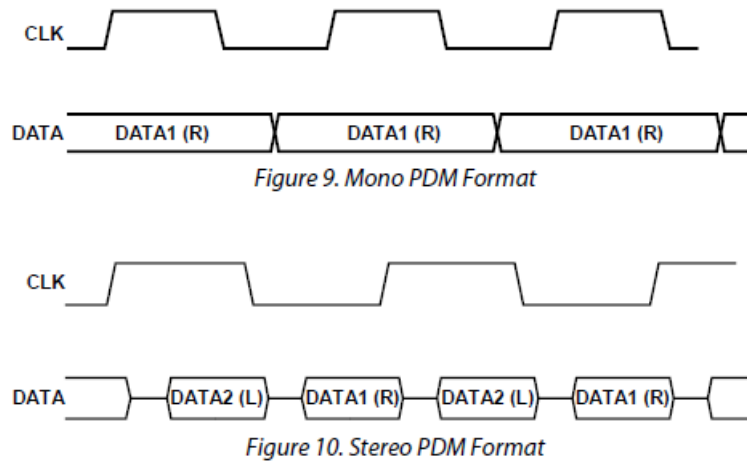 CLK
DATA DATA1 (R) DATA1 (R) DATA1 (R)
Figure 9. Mono PDM Format
CLK
DATA DATA2 (L) DATA1 (R) DATA2 (L) DATA1 (R)
Figure 10. Stereo PDM Format